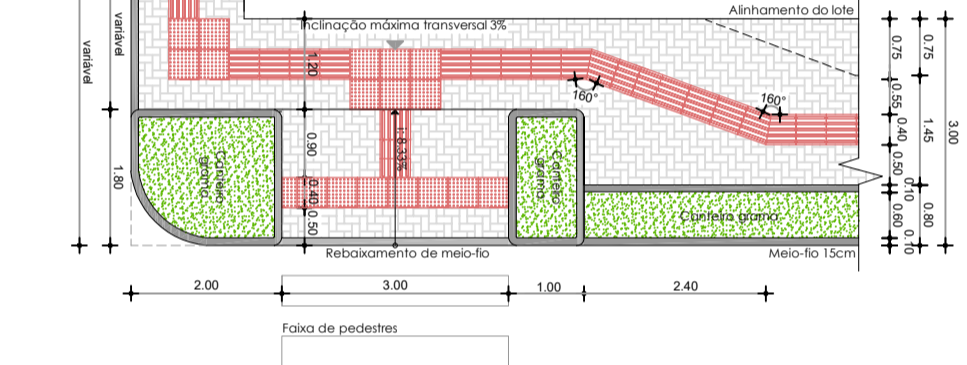 Alinhamento do lote
Inclinação máxima transversal 3%
variável
variável
1.20
160°
160°
0.75
0.75
0.55
0.40
1.45
3.00
0.50
0.10
0.60
0.80
0.10
1.80
0.90
0.40
0.50
8.33%
Canteiro
grama
Canteiro
grama
Canteiro grama
Rebaixamento de meio-fio
Meio-fio 15cm
2.00
3.00
1.00
2.40
Faixa de pedestres